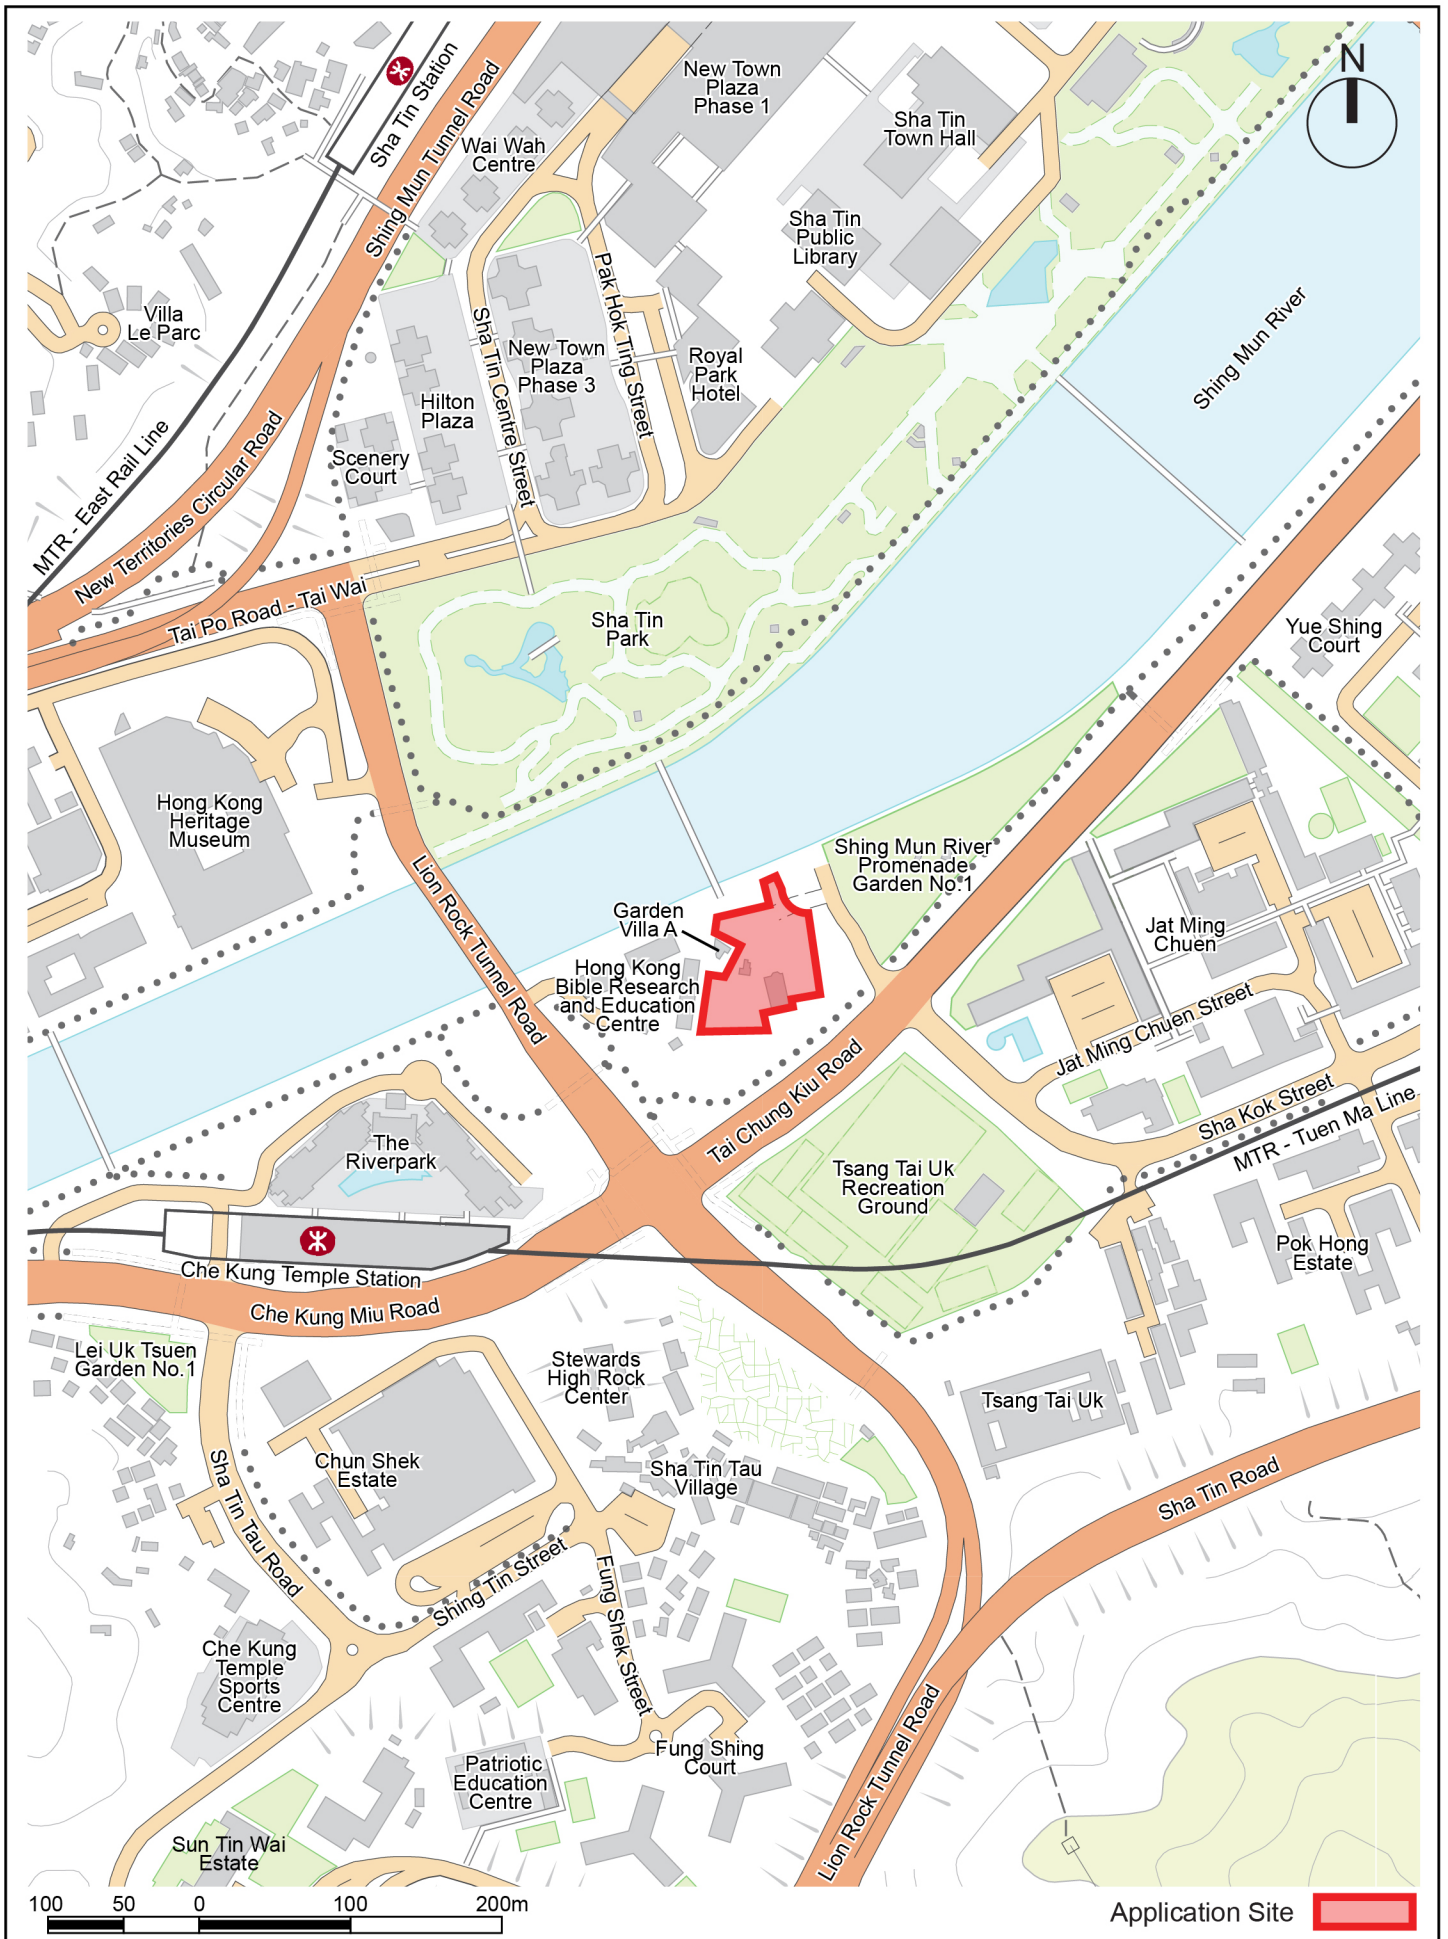 N
Sha Tin Station
Shing Mun Tunnel Road
New Town
Plaza
Phase 1
Wai Wah
Centre
Sha Tin
Town Hall
Sha Tin
Public
Library
Villa
Le Parc
Pak Hok Ting Street
Sha Tin Centre Street
New Town
Plaza
Phase 3
Royal
Park
Hotel
Shing Mun River
Hilton
Plaza
Scenery
Court
MTR - East Rail Line
New Territories Circular Road
Tai Po Road - Tai Wai
Sha Tin
Park
Yue Shing
Court
Hong Kong
Heritage
Museum
Lion Rock Tunnel Road
Shing Mun River
Promenade
Garden No.1
Garden
Villa A
Jat Ming
Chuen
Hong Kong
Bible Research
and Education
Centre
Jat Ming Chuen Street
Tai Chung Kiu Road
Sha Kok Street
MTR - Tuen Ma Line
The
Riverpark
Tsang Tai Uk
Recreation
Ground
Pok Hong
Estate
Che Kung Temple Station
Che Kung Miu Road
Lei Uk Tsuen
Garden No.1
Stewards
High Rock
Center
Tsang Tai Uk
Chun Shek
Estate
Sha Tin Tau
Village
Sha Tin Road
Sha Tin Tau Road
Shing Tin Street
Fung Shek Street
Che Kung
Temple
Sports
Centre
Fung Shing
Court
Patriotic
Education
Centre
Lion Rock Tunnel Road
Sun Tin Wai
Estate
100 50 0 100 200m
Application Site